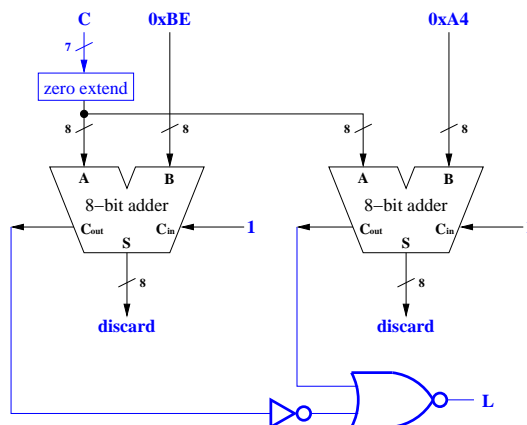 C 0xBE 0xA4
7
zero extend
8 8 8 8
A B A B
8−bit adder 8−bit adder
Cout Cin 1 Cout Cin
S S
8 8
discard discard
L